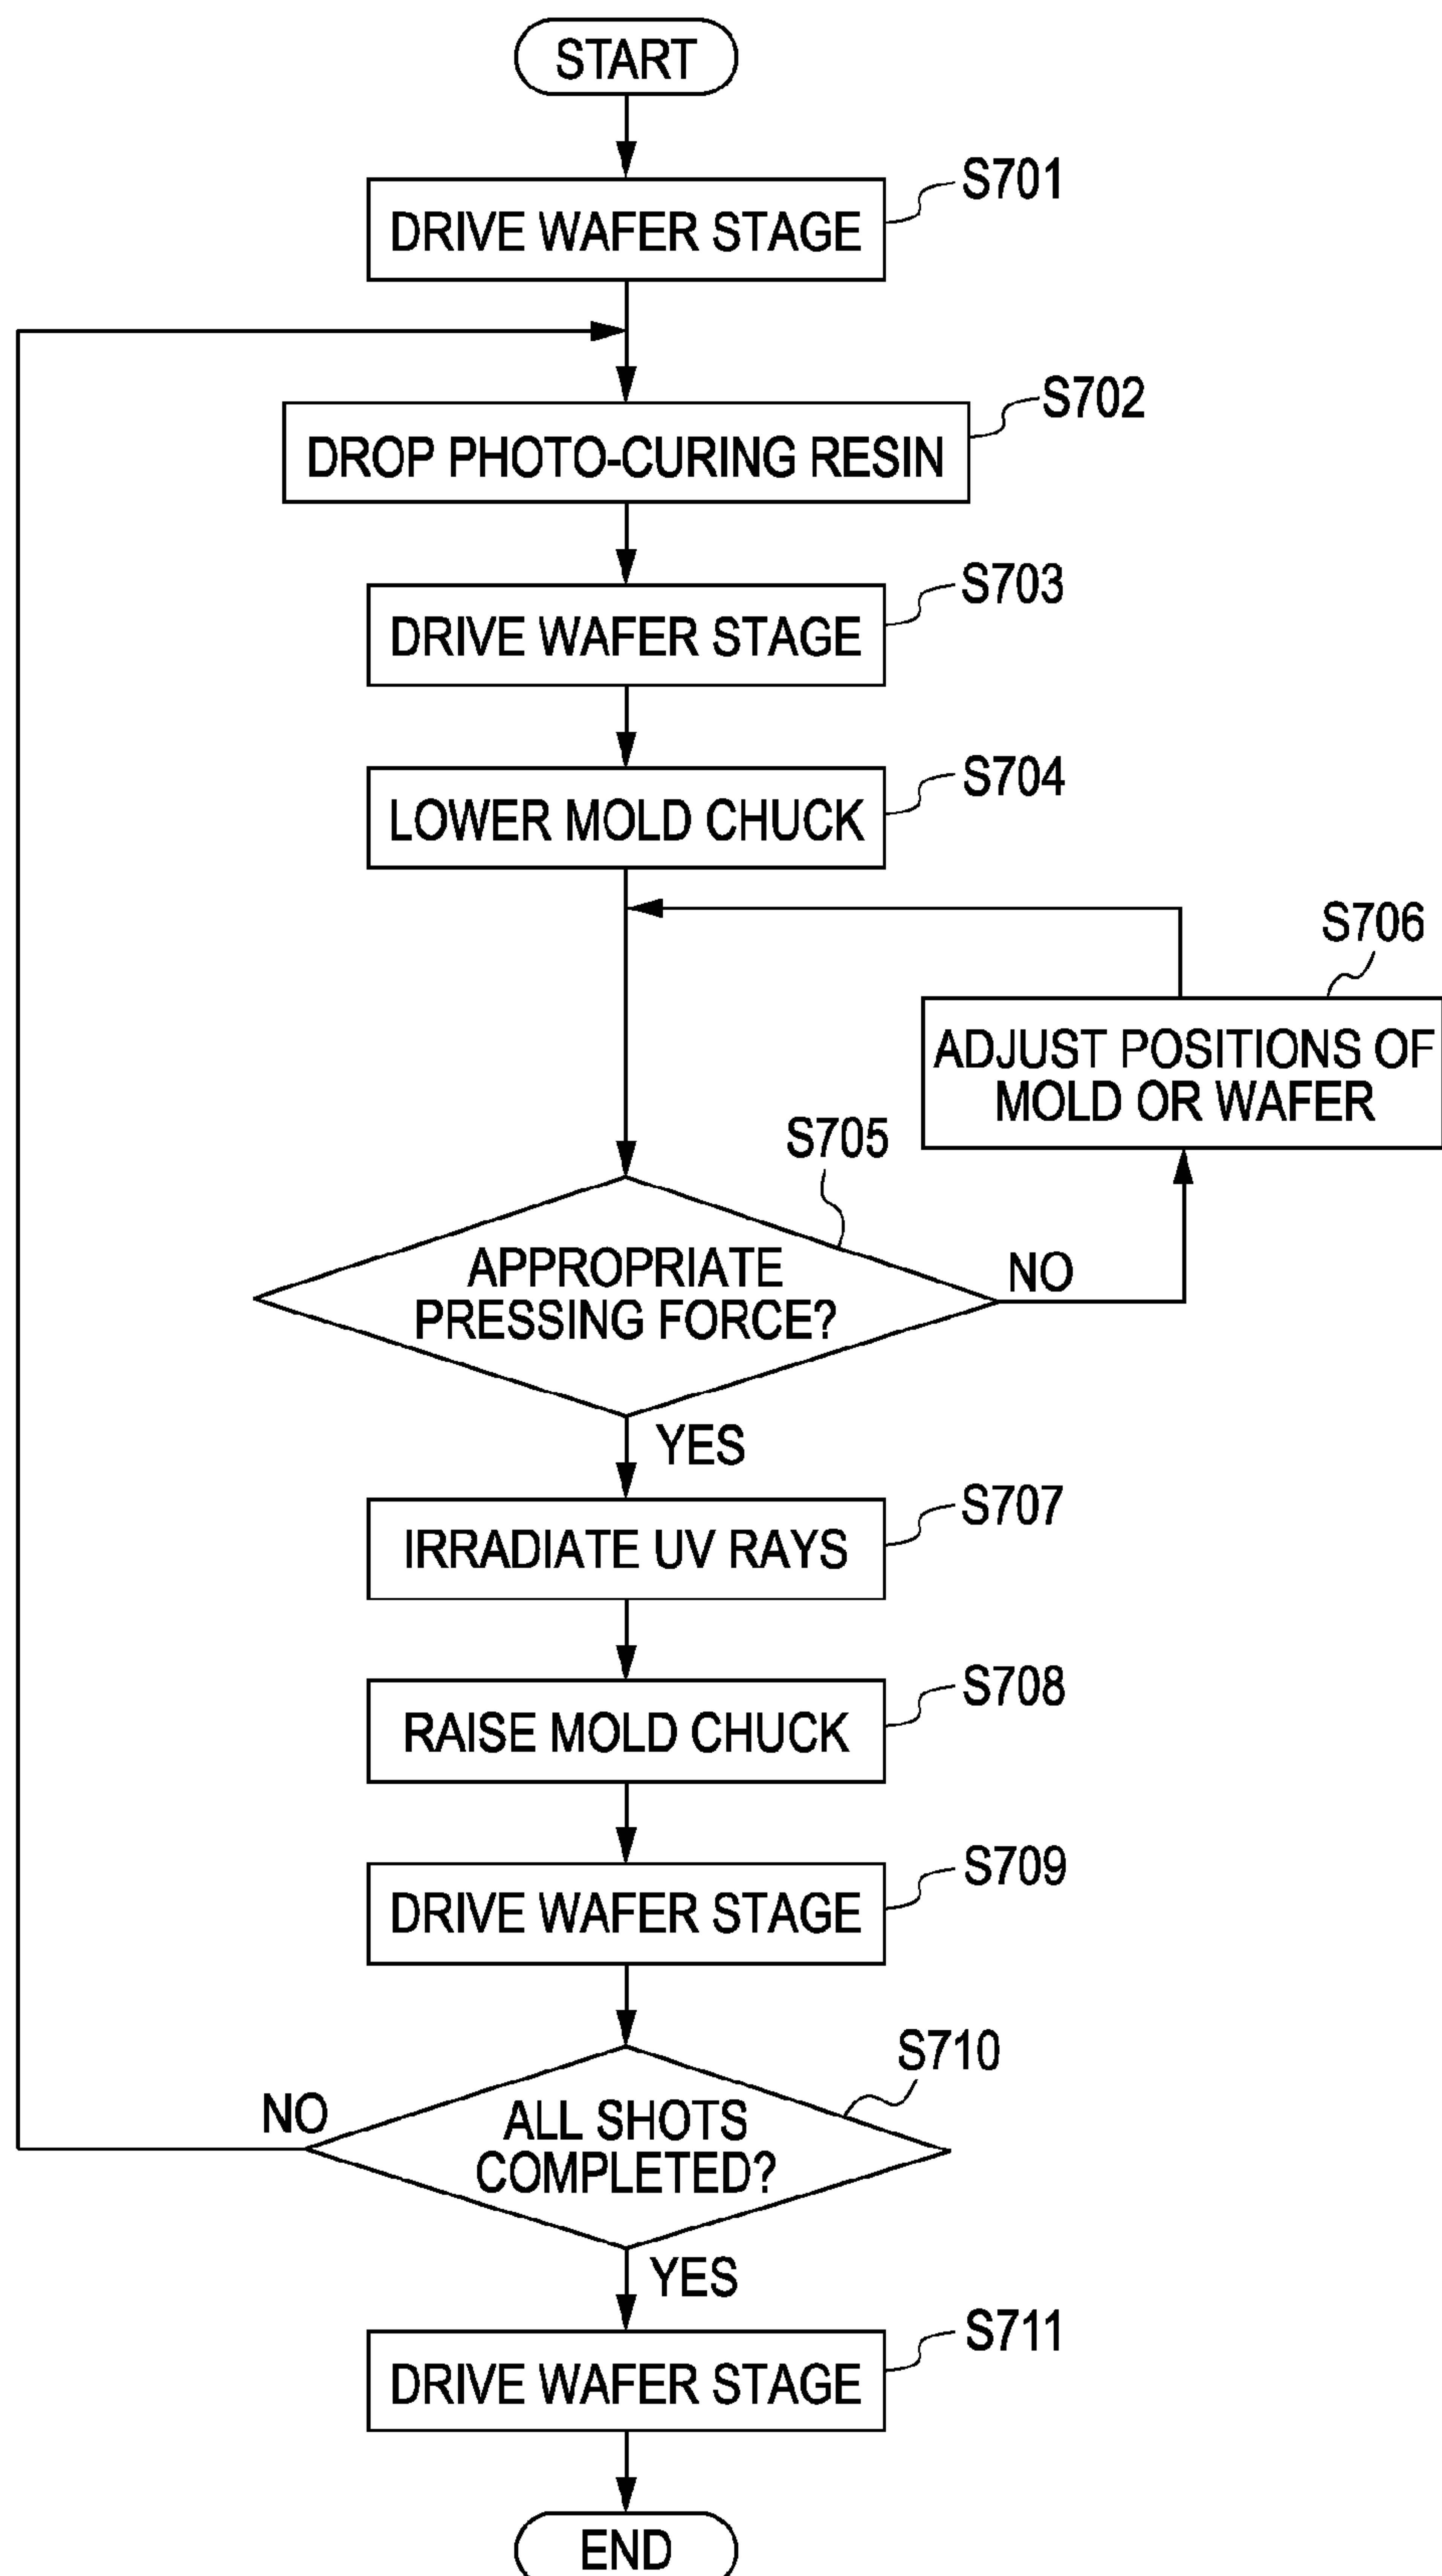 START
S701
DRIVE WAFER STAGE
S702
DROP PHOTO-CURING RESIN
S703
DRIVE WAFER STAGE
S704
LOWER MOLD CHUCK
S706
ADJUST POSITIONS OF
MOLD OR WAFER
S705
APPROPRIATE
PRESSING FORCE?
NO
YES
S707
IRRADIATE UV RAYS
S708
RAISE MOLD CHUCK
S709
DRIVE WAFER STAGE
S710
NO
ALL SHOTS
COMPLETED?
YES
S711
DRIVE WAFER STAGE
END